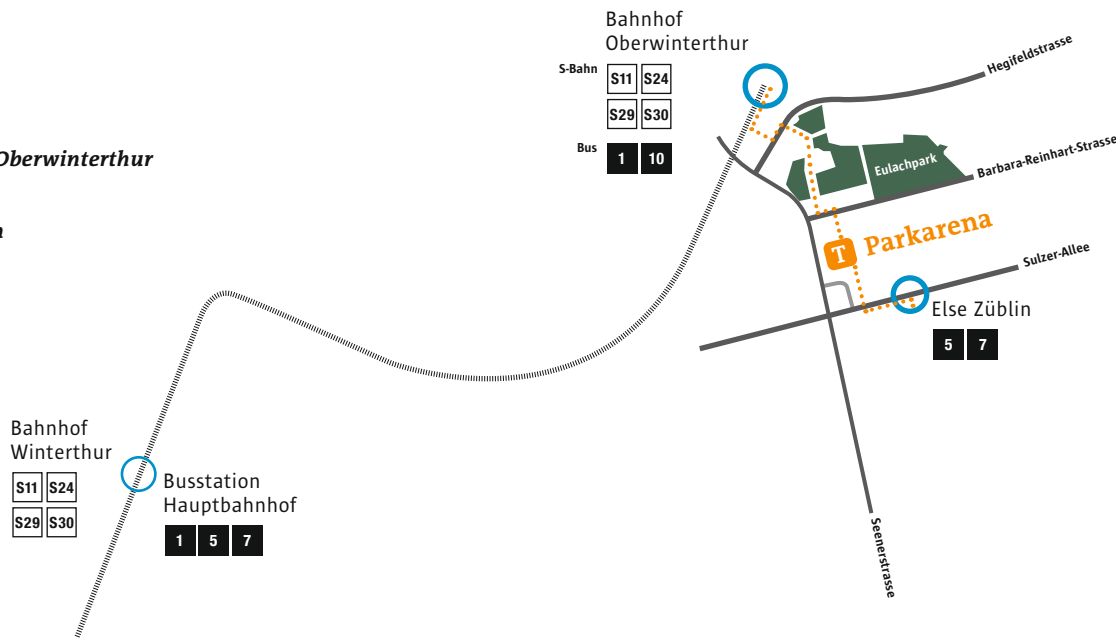 Bahnhof
Oberwinterthur
S-Bahn
S11 S24
S29 S30
Bus
1 10
Hegifeldstrasse
Oberwinterthur
Eulachpark
Barbara-Reinhart-Strasse
T Parkarena
Sulzer-Allee
Else Züblin
5 7
Bahnhof
Winterthur
S11 S24
S29 S30
Busstation
Hauptbahnhof
1 5 7
Seenerstrasse